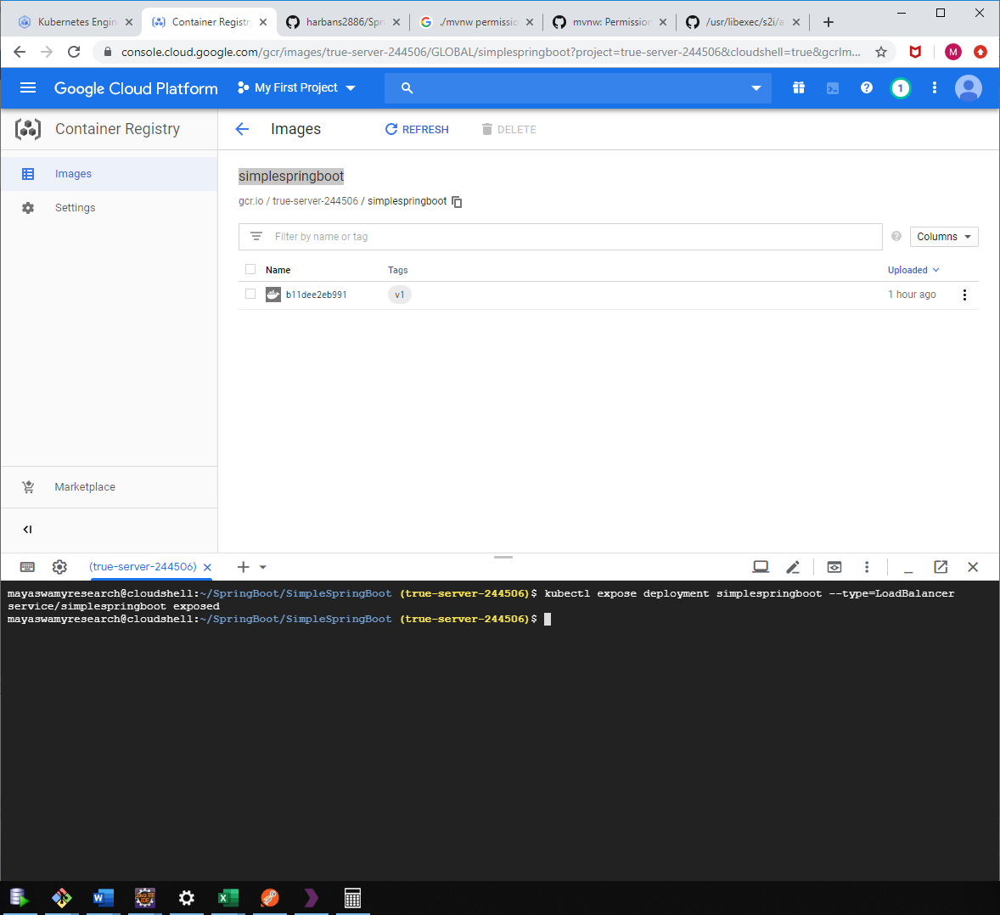 Kubernetes Engin
Container Registry
harbans2886/Spri
./mvnw permissio
mvnw: Permission
/usr/libexec/s2i/a
console.cloud.google.com/gcr/images/true-server-244506/GLOBAL/simplespringboot?project=true-server-244506&cloudshell=true&gcrIm...
M
Google Cloud Platform
My First Project
1
Container Registry
Images
REFRESH
DELETE
Images
Settings
simplespringboot
gcr.io / true-server-244506 / simplespringboot
Filter by name or tag
Columns
Name
Tags
Uploaded
b11dee2eb991
v1
1 hour ago
Marketplace
(true-server-244506)
mayaswamyresearch@cloudshell:~/SpringBoot/SimpleSpringBoot (true-server-244506)$ kubectl expose deployment simplespringboot --type=LoadBalancer
service/simplespringboot exposed
mayaswamyresearch@cloudshell:~/SpringBoot/SimpleSpringBoot (true-server-244506)$